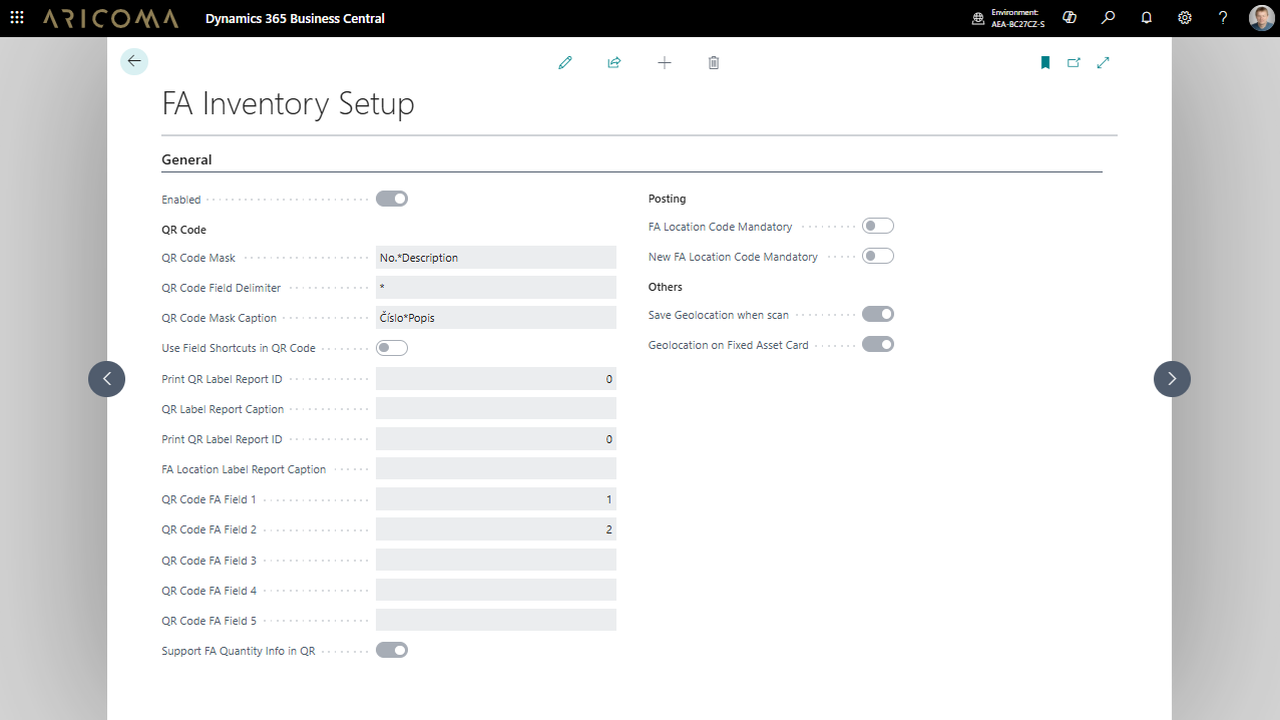 ARICOMA
Dynamics 365 Business Central
Environment:
AEA-BC27CZ-S
?
FA Inventory Setup
General
Enabled
QR Code
QR Code Mask
No.*Description
QR Code Field Delimiter
*
QR Code Mask Caption
Číslo*Popis
Use Field Shortcuts in QR Code
Print QR Label Report ID
0
QR Label Report Caption
Print QR Label Report ID
0
FA Location Label Report Caption
QR Code FA Field 1
1
QR Code FA Field 2
2
QR Code FA Field 3
QR Code FA Field 4
QR Code FA Field 5
Support FA Quantity Info in QR
Posting
FA Location Code Mandatory
New FA Location Code Mandatory
Others
Save Geolocation when scan
Geolocation on Fixed Asset Card